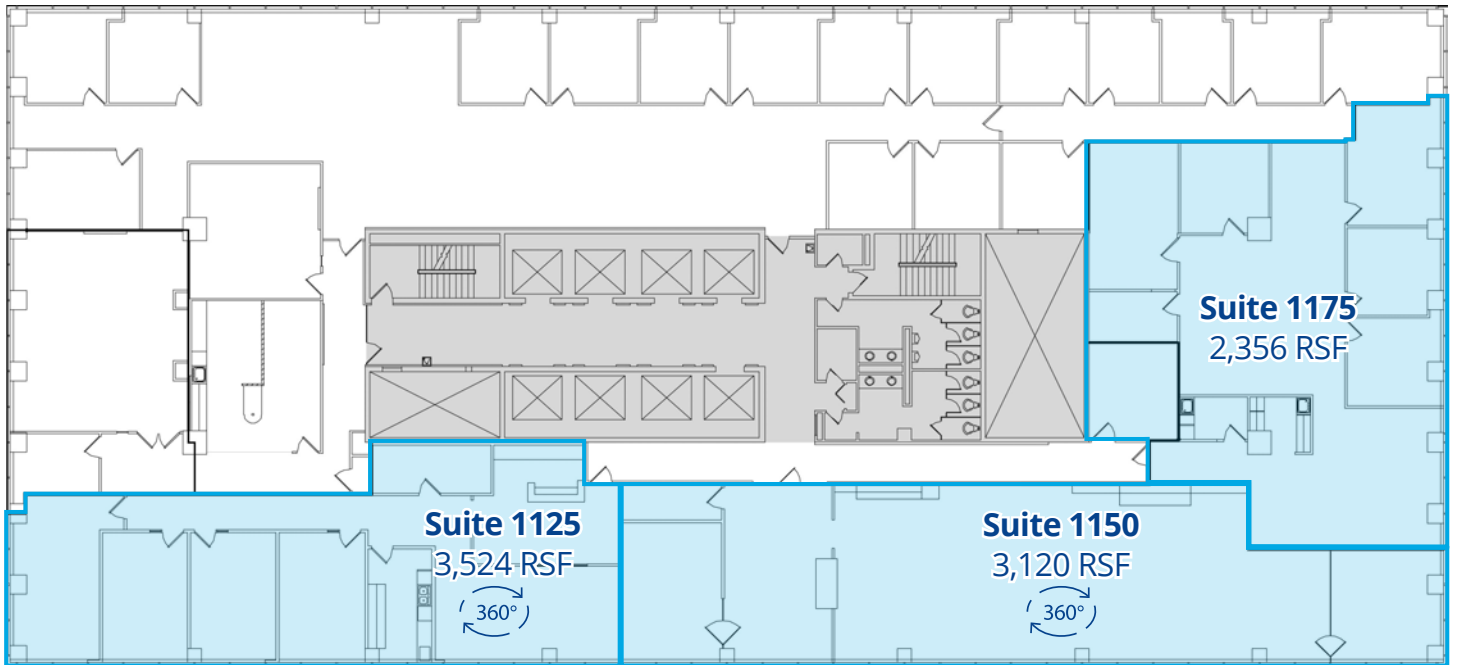 Suite 1175
2,356 RSF
Suite 1125
3,524 RSF
360°
Suite 1150
3,120 RSF
360°